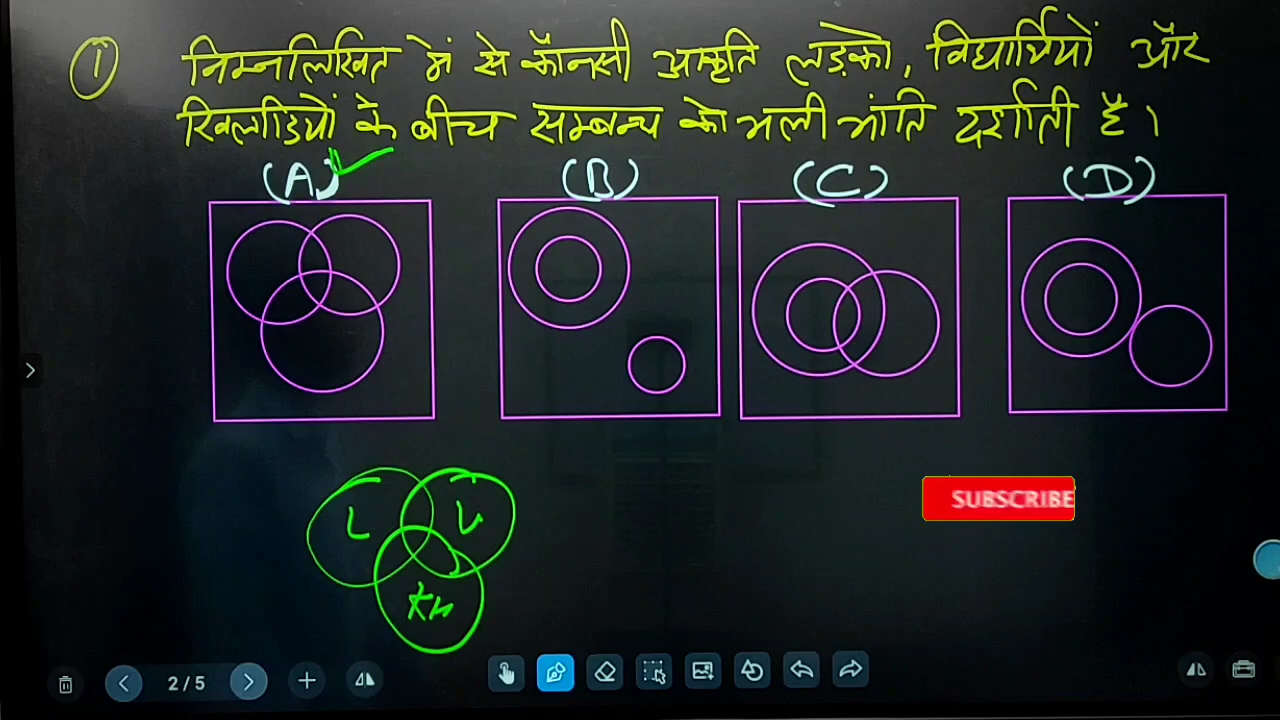 ① निम्नलिखित में से कौनसी आकृति लड़को, विद्यार्थियों और
खिलाडियों के बीच सम्बन्ध को भली भांति दर्शाती है।
(A) (B) (C) (D)
L V
Kh
SUBSCRIBE
2 / 5